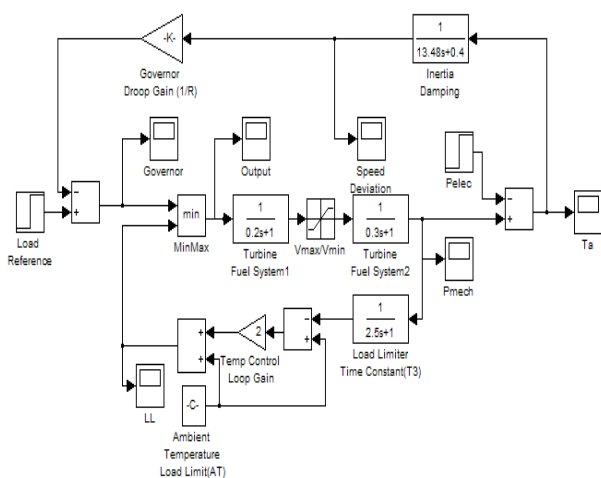 -K-
Governor
Droop Gain (1/R)
1
13.48s+0.4
Inertia
Damping
Governor
Output
Speed
Deviation
Pelec
−
+
Load
Reference
min
MinMax
1
0.2s+1
Turbine
Fuel System1
Vmax/Vmin
1
0.3s+1
Turbine
Fuel System2
−
+
Ta
Pmech
1
2.5s+1
Load Limiter
Time Constant(T3)
−
+
2
Temp Control
Loop Gain
+
+
LL
-C-
Ambient
Temperature
Load Limit(AT)